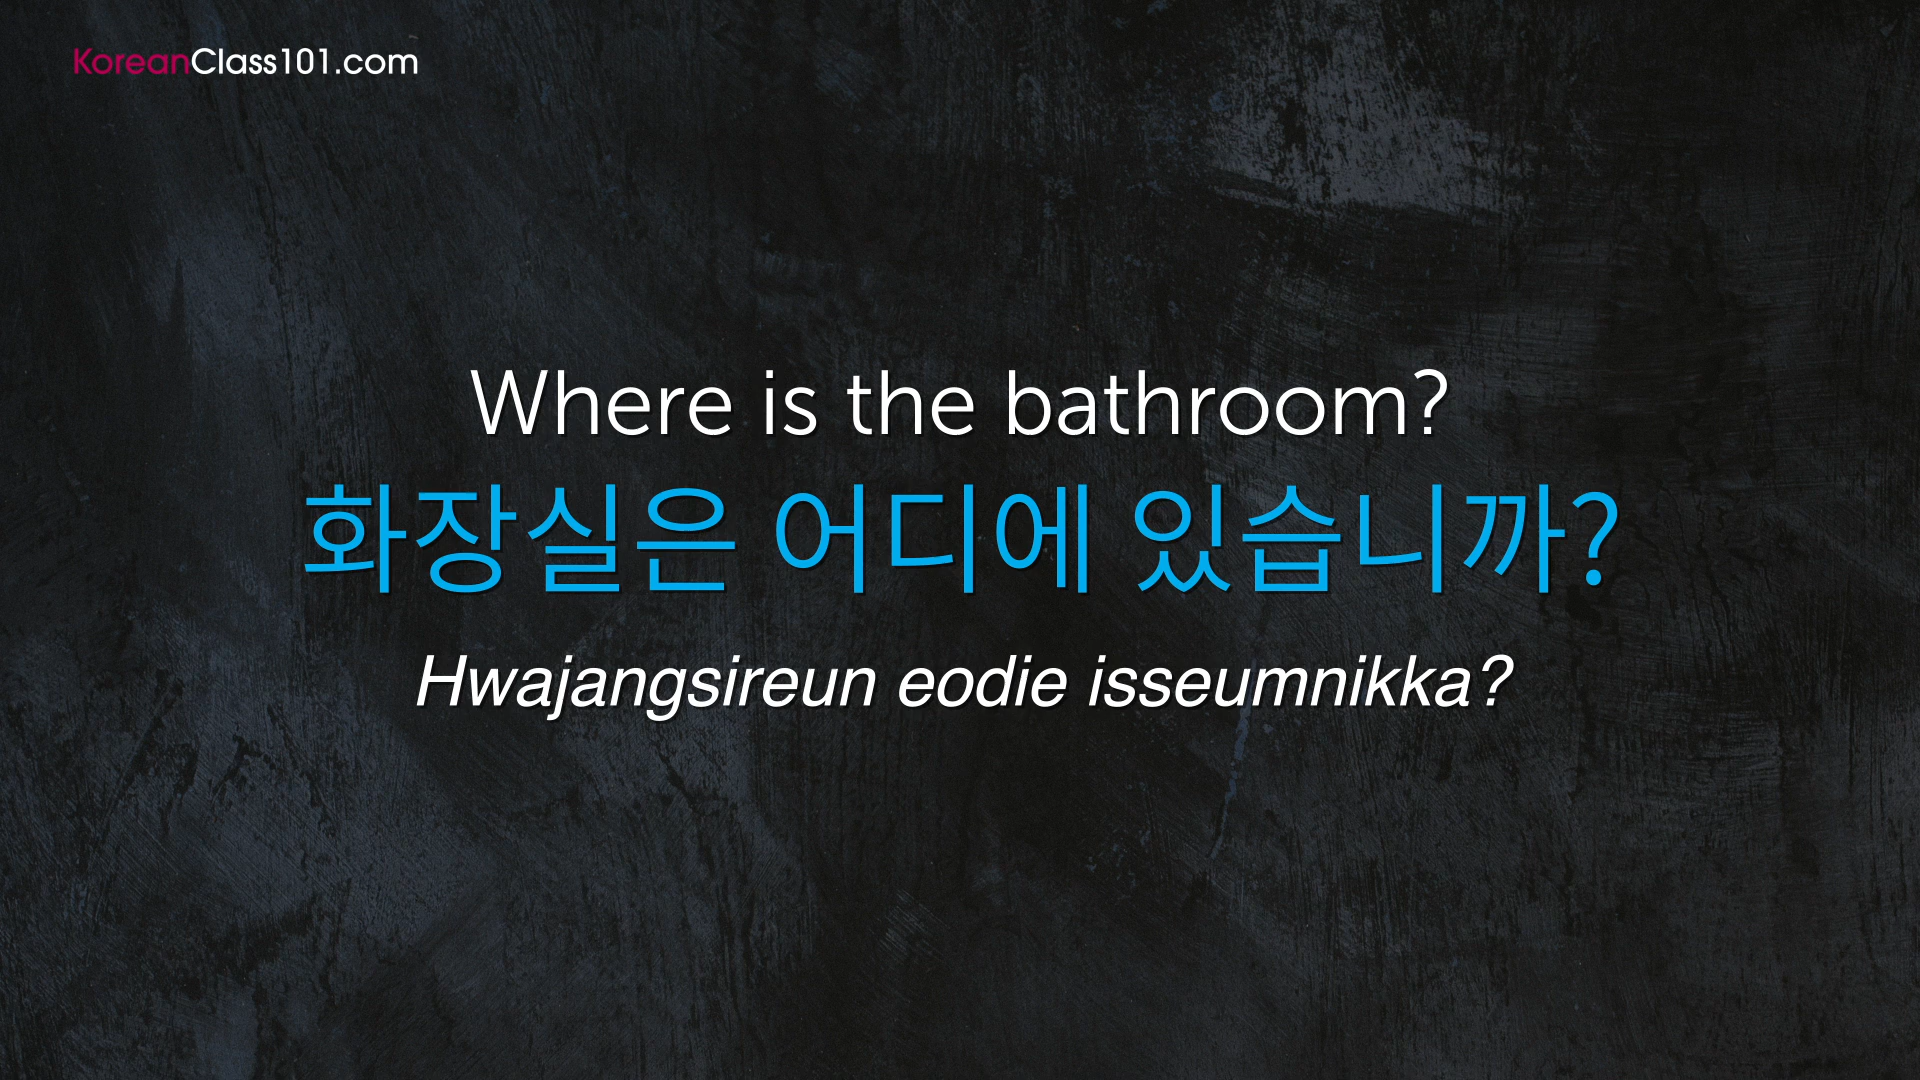 KoreanClass101.com
Where is the bathroom?
화장실은 어디에 있습니까?
Hwajangsireun eodie isseumnikka?